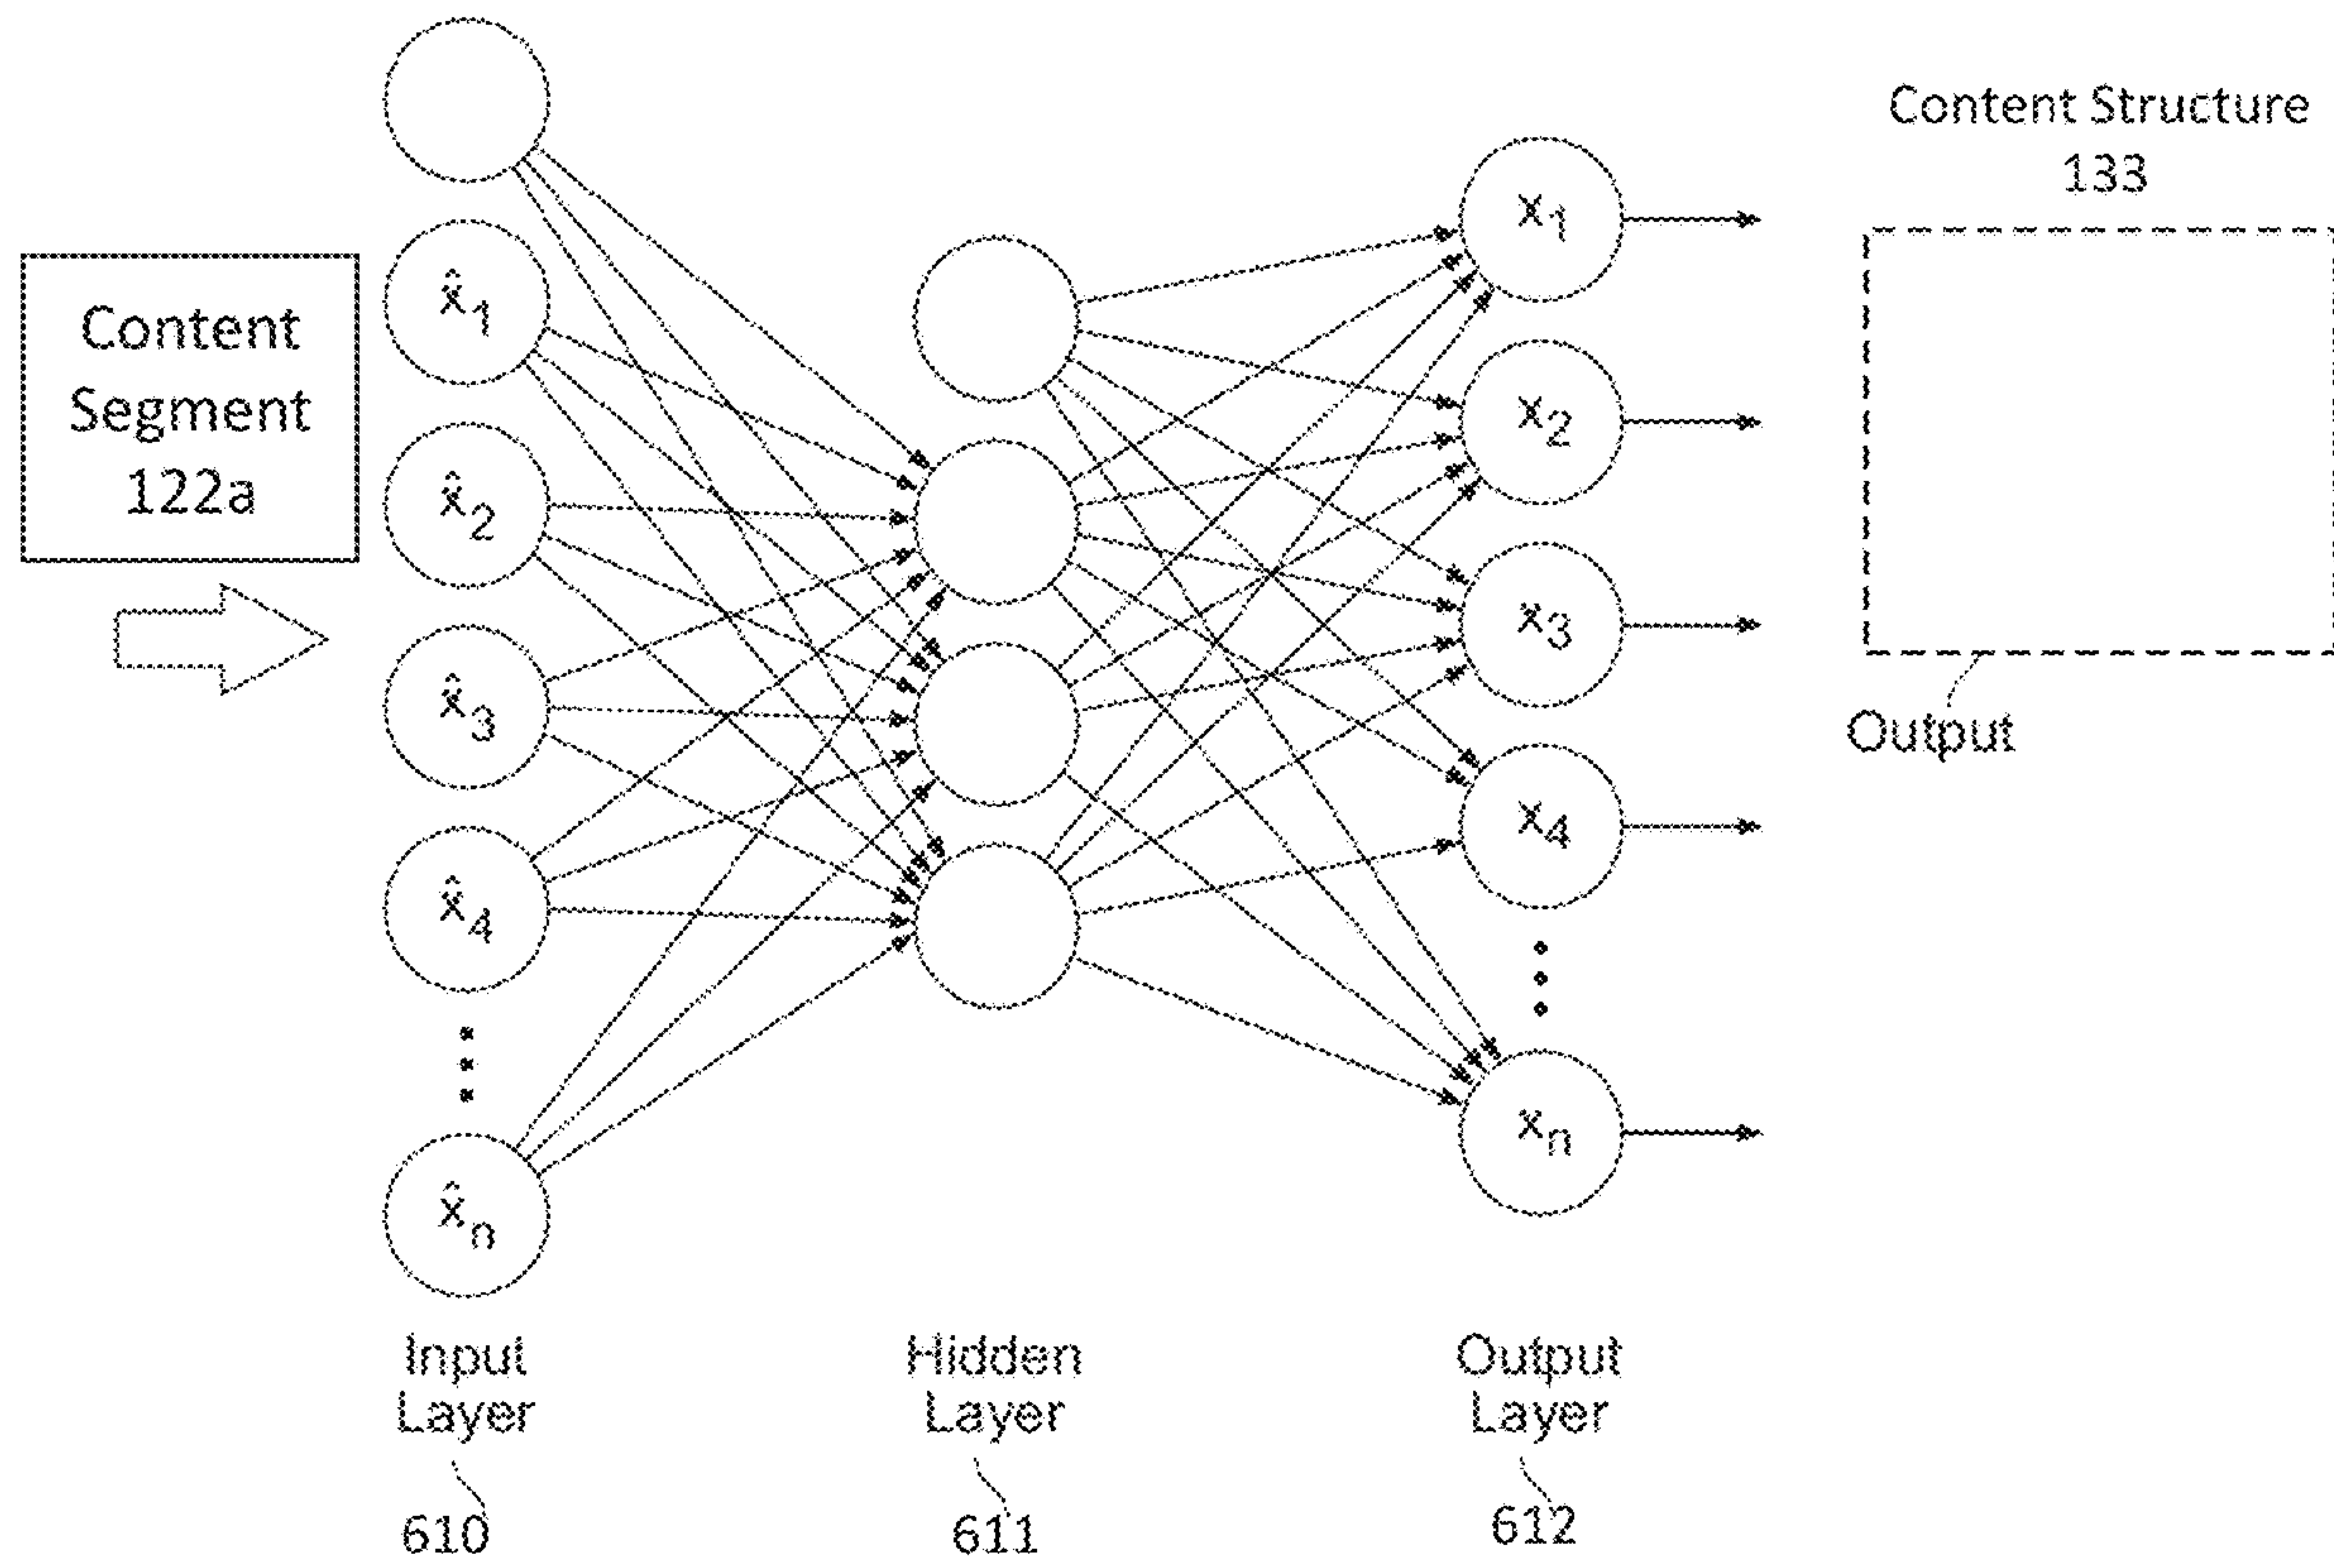 Content
Segment
122a
x̂1
x̂2
x̂3
x̂4
x̂n
x1
x2
x3
x4
xn
Content Structure
133
Output
Input
Layer
610
Hidden
Layer
611
Output
Layer
612